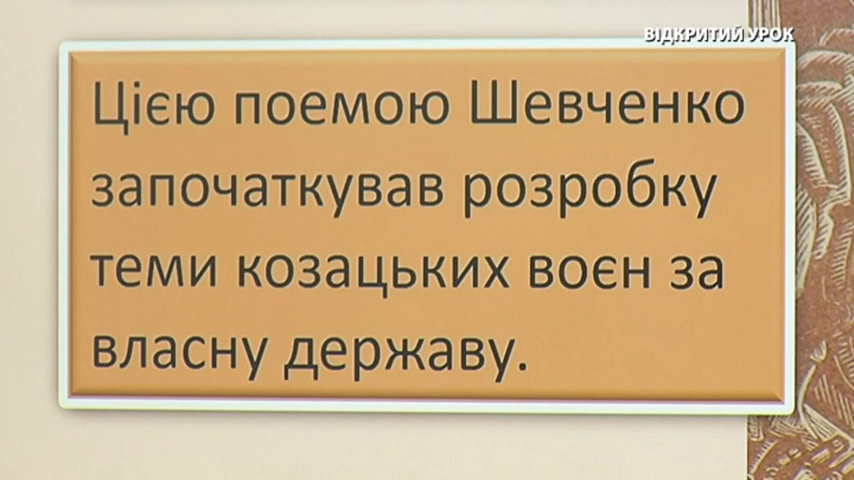 ВІДКРИТИЙ УРОК
Цією поемою Шевченко
започаткував розробку
теми козацьких воєн за
власну державу.